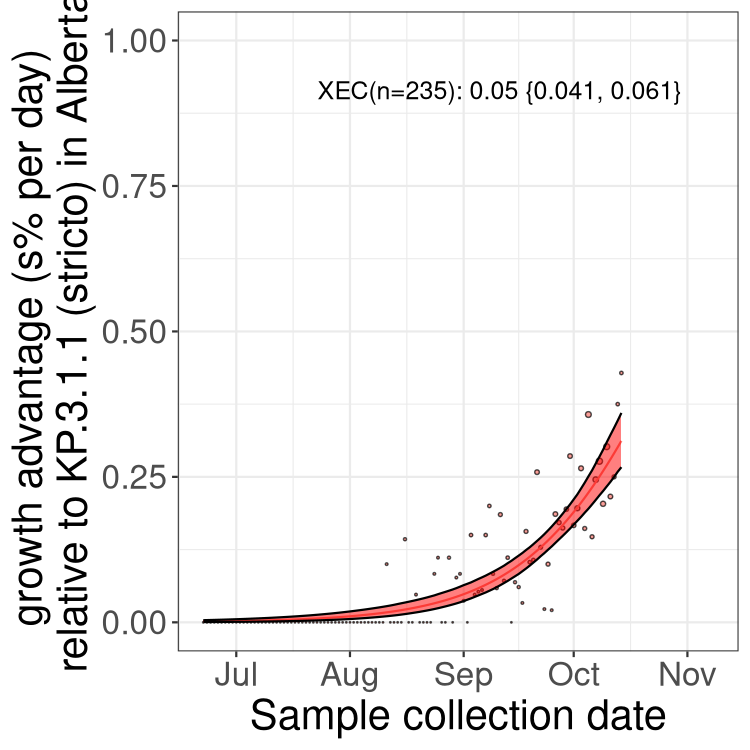 growth advantage (s% per day)
relative to KP.3.1.1 (stricto) in Alberta
1.00
0.75
0.50
0.25
0.00
XEC(n=235): 0.05 {0.041, 0.061}
Jul
Aug
Sep
Oct
Nov
Sample collection date